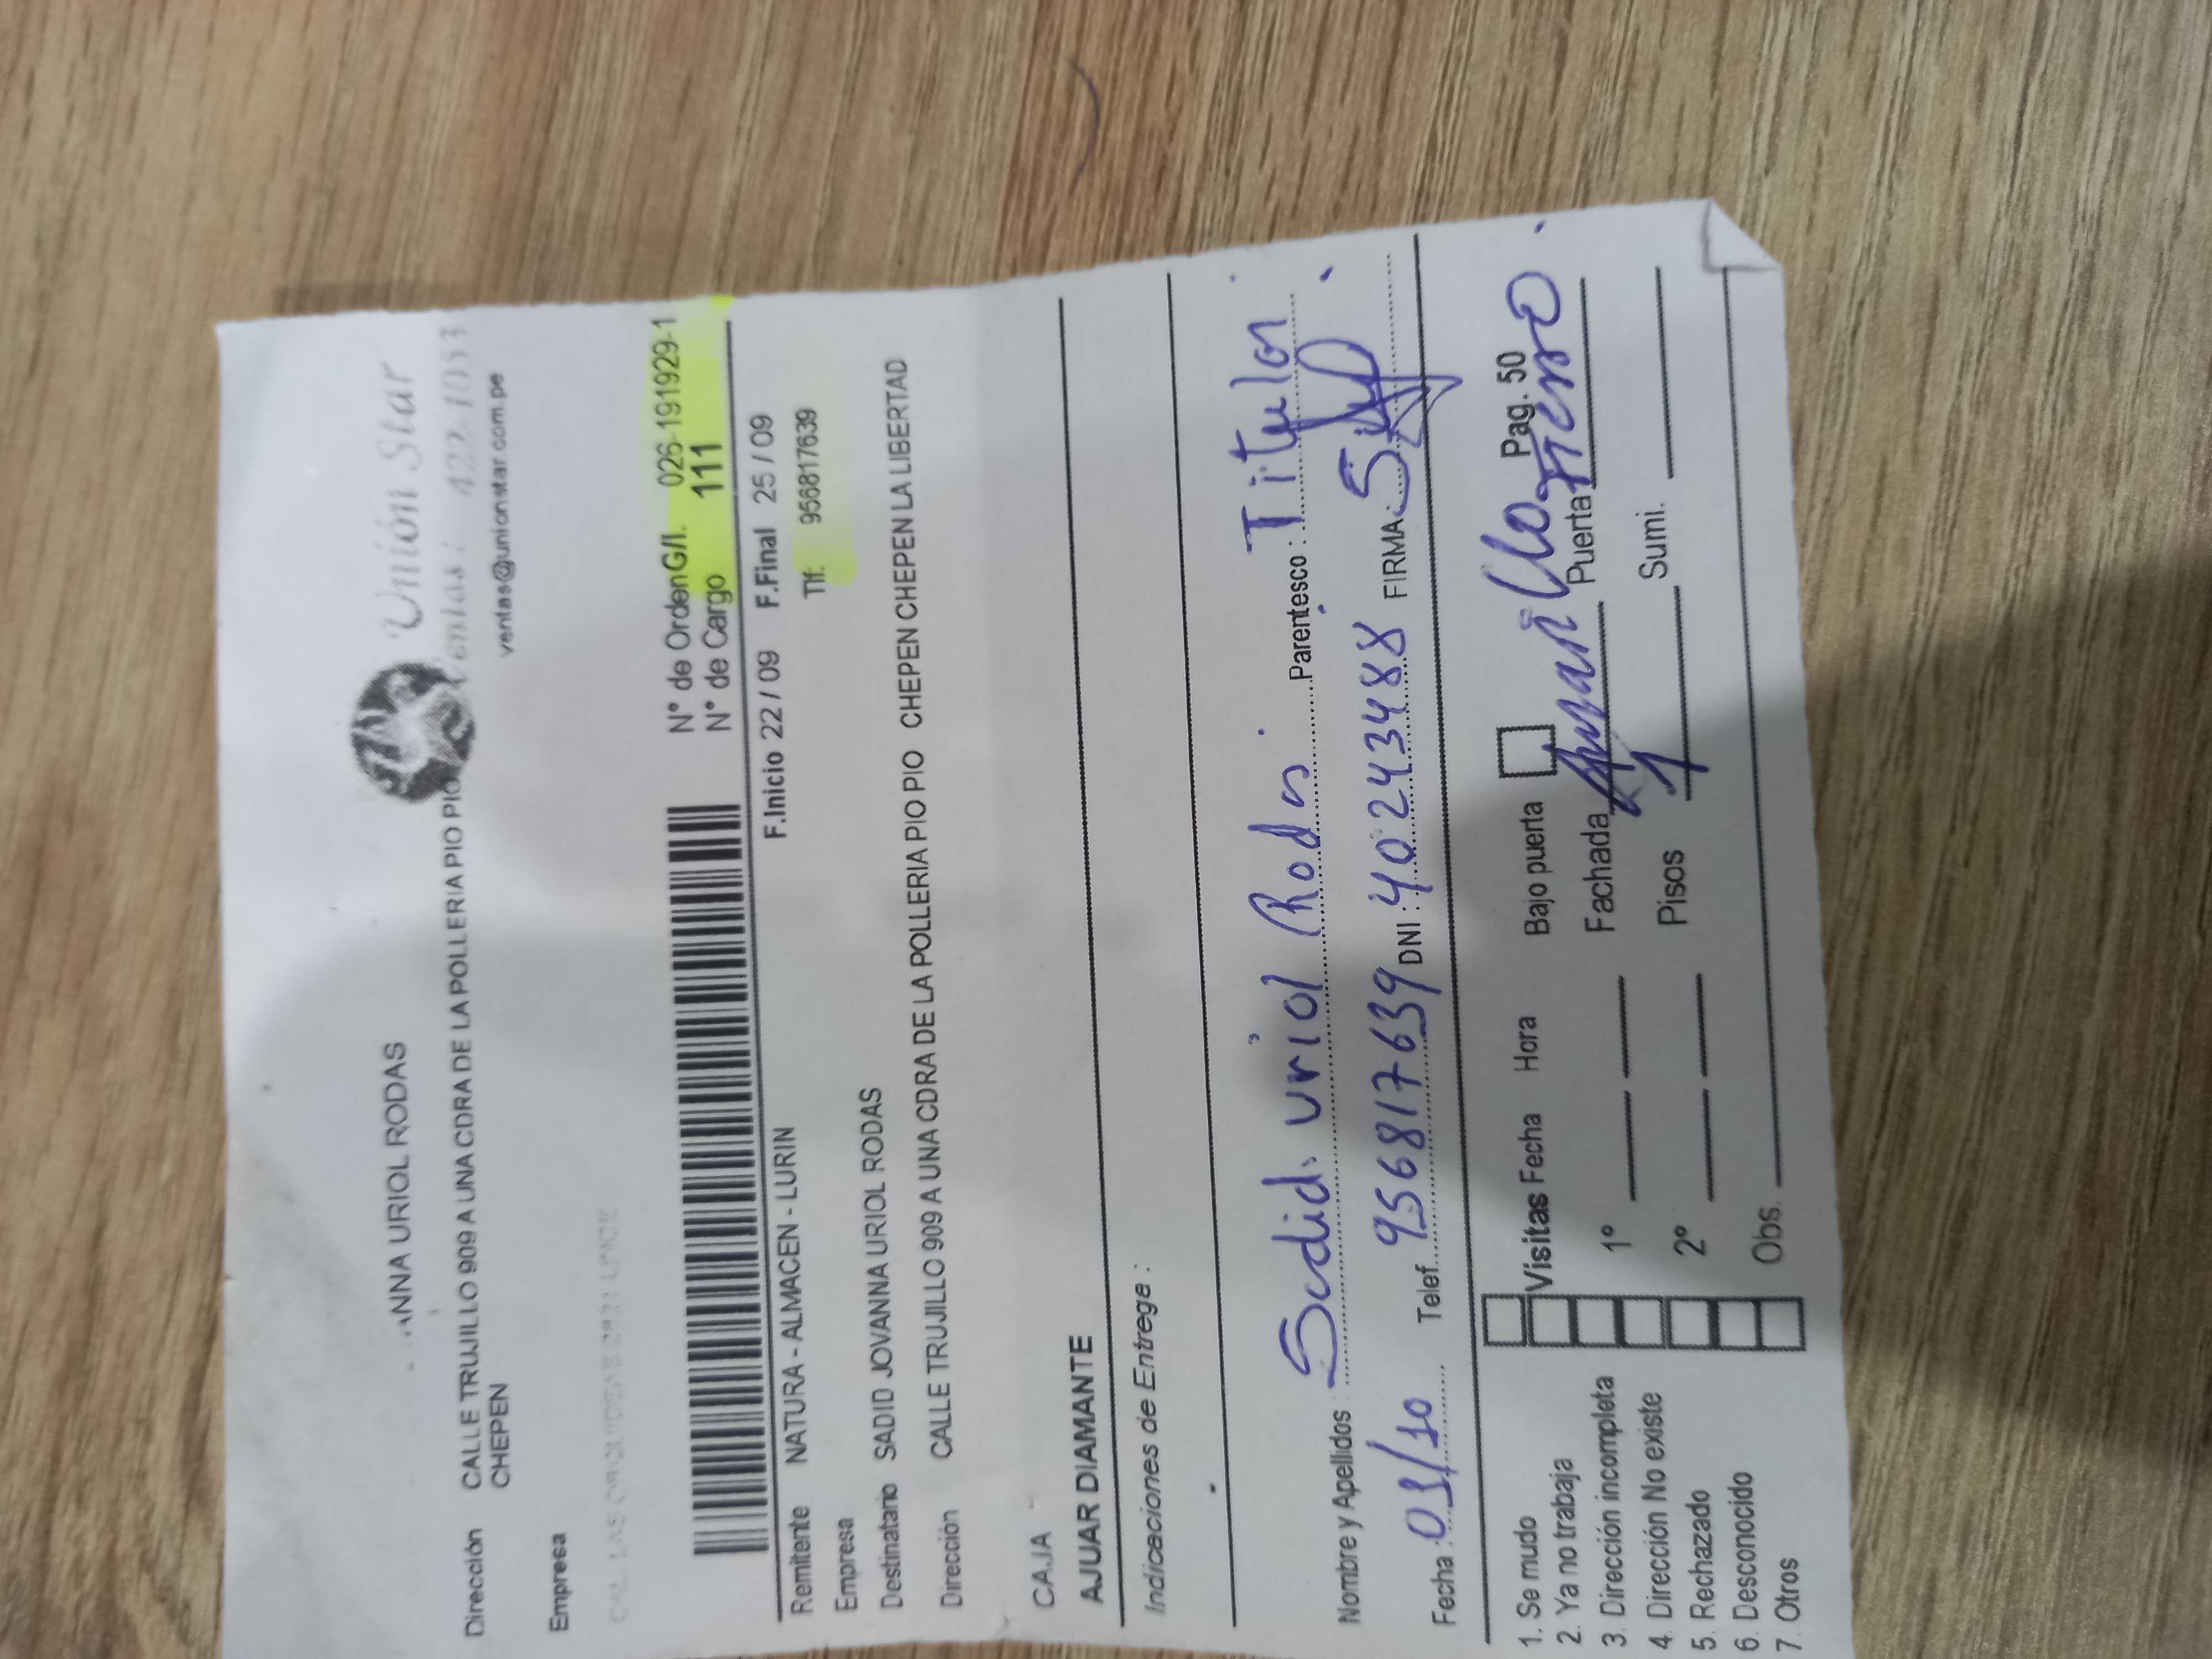 Unión Star
ANNA URIOL RODAS
Ventas: 422-1053
Dirección CALLE TRUJILLO 909 A UNA CDRA DE LA POLLERIA PIO PIO
CHEPEN
ventas@unionstar.com.pe
Empresa
N° de Orden G/I. 026-191929-1
N° de Cargo 111
F.Inicio 22 / 09 F.Final 25 / 09
Remitente NATURA - ALMACEN - LURIN
Tlf: 956817639
Empresa
Destinatario SADID JOVANNA URIOL RODAS
Dirección CALLE TRUJILLO 909 A UNA CDRA DE LA POLLERIA PIO PIO CHEPEN CHEPEN LA LIBERTAD
CAJA
AJUAR DIAMANTE
Indicaciones de Entrega :
Nombre y Apellidos : Sadid uriol Rodas Parentesco : Titular
Fecha : 03/10 Telef. 956817639 DNI : 40243488 FIRMA:
1. Se mudo
2. Ya no trabaja
3. Dirección incompleta
4. Dirección No existe
5. Rechazado
6. Desconocido
7. Otros
Visitas Fecha Hora Bajo puerta Pag. 50
1º Fachada Amarillo Puerta Fierro
2º Pisos 1 Sumi.
Obs.